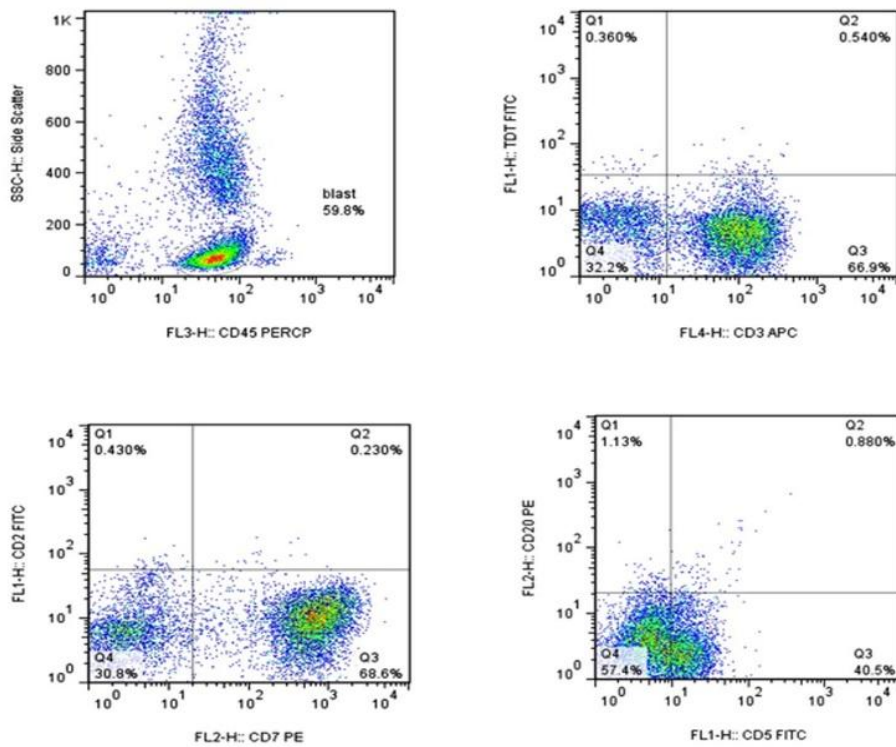 1K
800
600
400
200
0
SSC-H:: Side Scatter
blast
59.8%
10^0 10^1 10^2 10^3 10^4
FL3-H:: CD45 PERCP
Q1
0.360%
Q2
0.540%
10^4
10^3
10^2
10^1
10^0
FL1-H:: TDT FITC
Q4
32.2%
Q3
66.9%
10^0 10^1 10^2 10^3 10^4
FL4-H:: CD3 APC
Q1
0.430%
Q2
0.230%
10^4
10^3
10^2
10^1
10^0
FL1-H:: CD2 FITC
Q4
30.8%
Q3
68.6%
10^0 10^1 10^2 10^3 10^4
FL2-H:: CD7 PE
Q1
1.13%
Q2
0.880%
10^4
10^3
10^2
10^1
10^0
FL2-H:: CD20 PE
Q4
57.4%
Q3
40.5%
10^0 10^1 10^2 10^3 10^4
FL1-H:: CD5 FITC